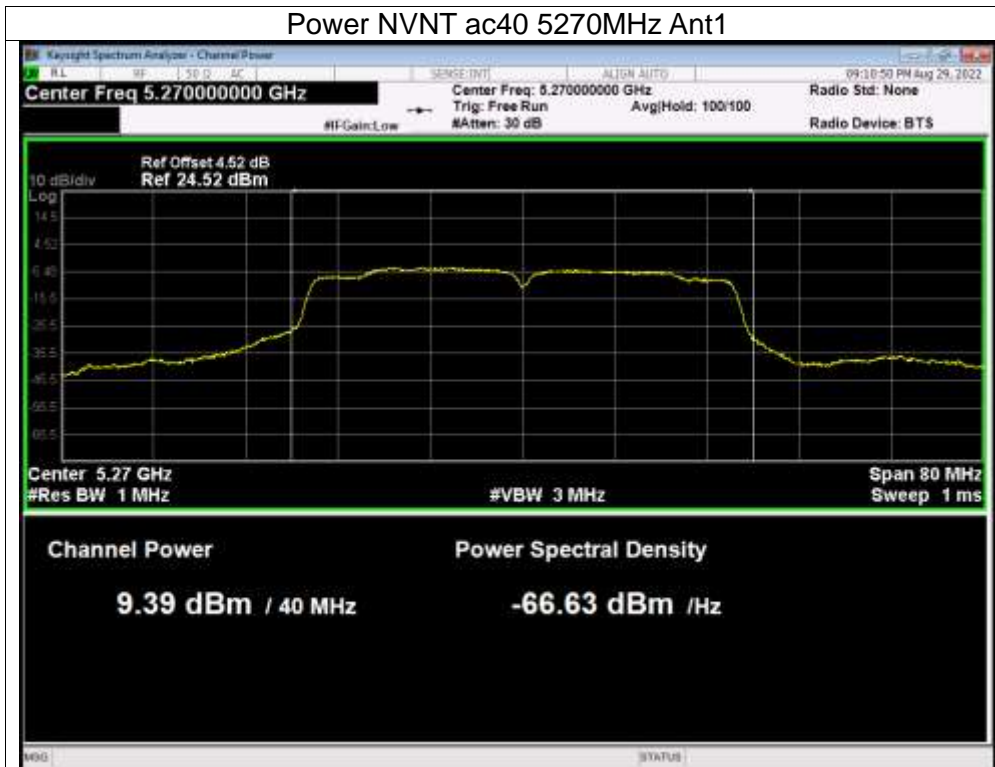 Power NVNT ac40 5270MHz Ant1
Keysight Spectrum Analyzer - Channel Power
RL RF 50 Ω AC SENSE:INT ALIGN AUTO 09:10:50 PM Aug 29, 2022
Center Freq 5.270000000 GHz Center Freq: 5.270000000 GHz Radio Std: None
Trig: Free Run Avg|Hold: 100/100
#IFGain:Low #Atten: 30 dB Radio Device: BTS
Ref Offset 4.52 dB
10 dB/div Ref 24.52 dBm
Log
14.5
4.52
-5.48
-15.5
-25.5
-35.5
-45.5
-55.5
-65.5
Center 5.27 GHz Span 80 MHz
#Res BW 1 MHz #VBW 3 MHz Sweep 1 ms
Channel Power Power Spectral Density
9.39 dBm / 40 MHz -66.63 dBm /Hz
MSG STATUS